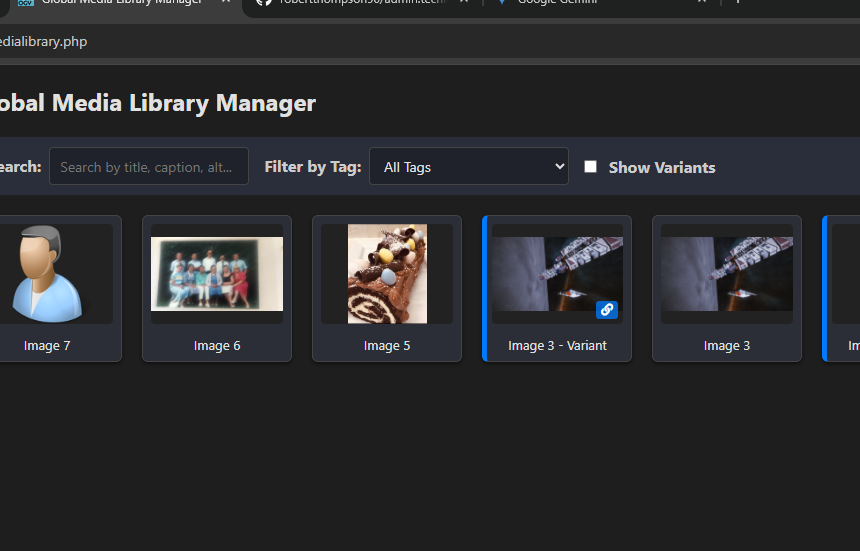 Global Media Library Manager
robertthompson90/admin.tech
Google Gemini
edialibrary.php
obal Media Library Manager
earch: Search by title, caption, alt... Filter by Tag: All Tags Show Variants
Image 7 Image 6 Image 5 Image 3 - Variant Image 3 Im